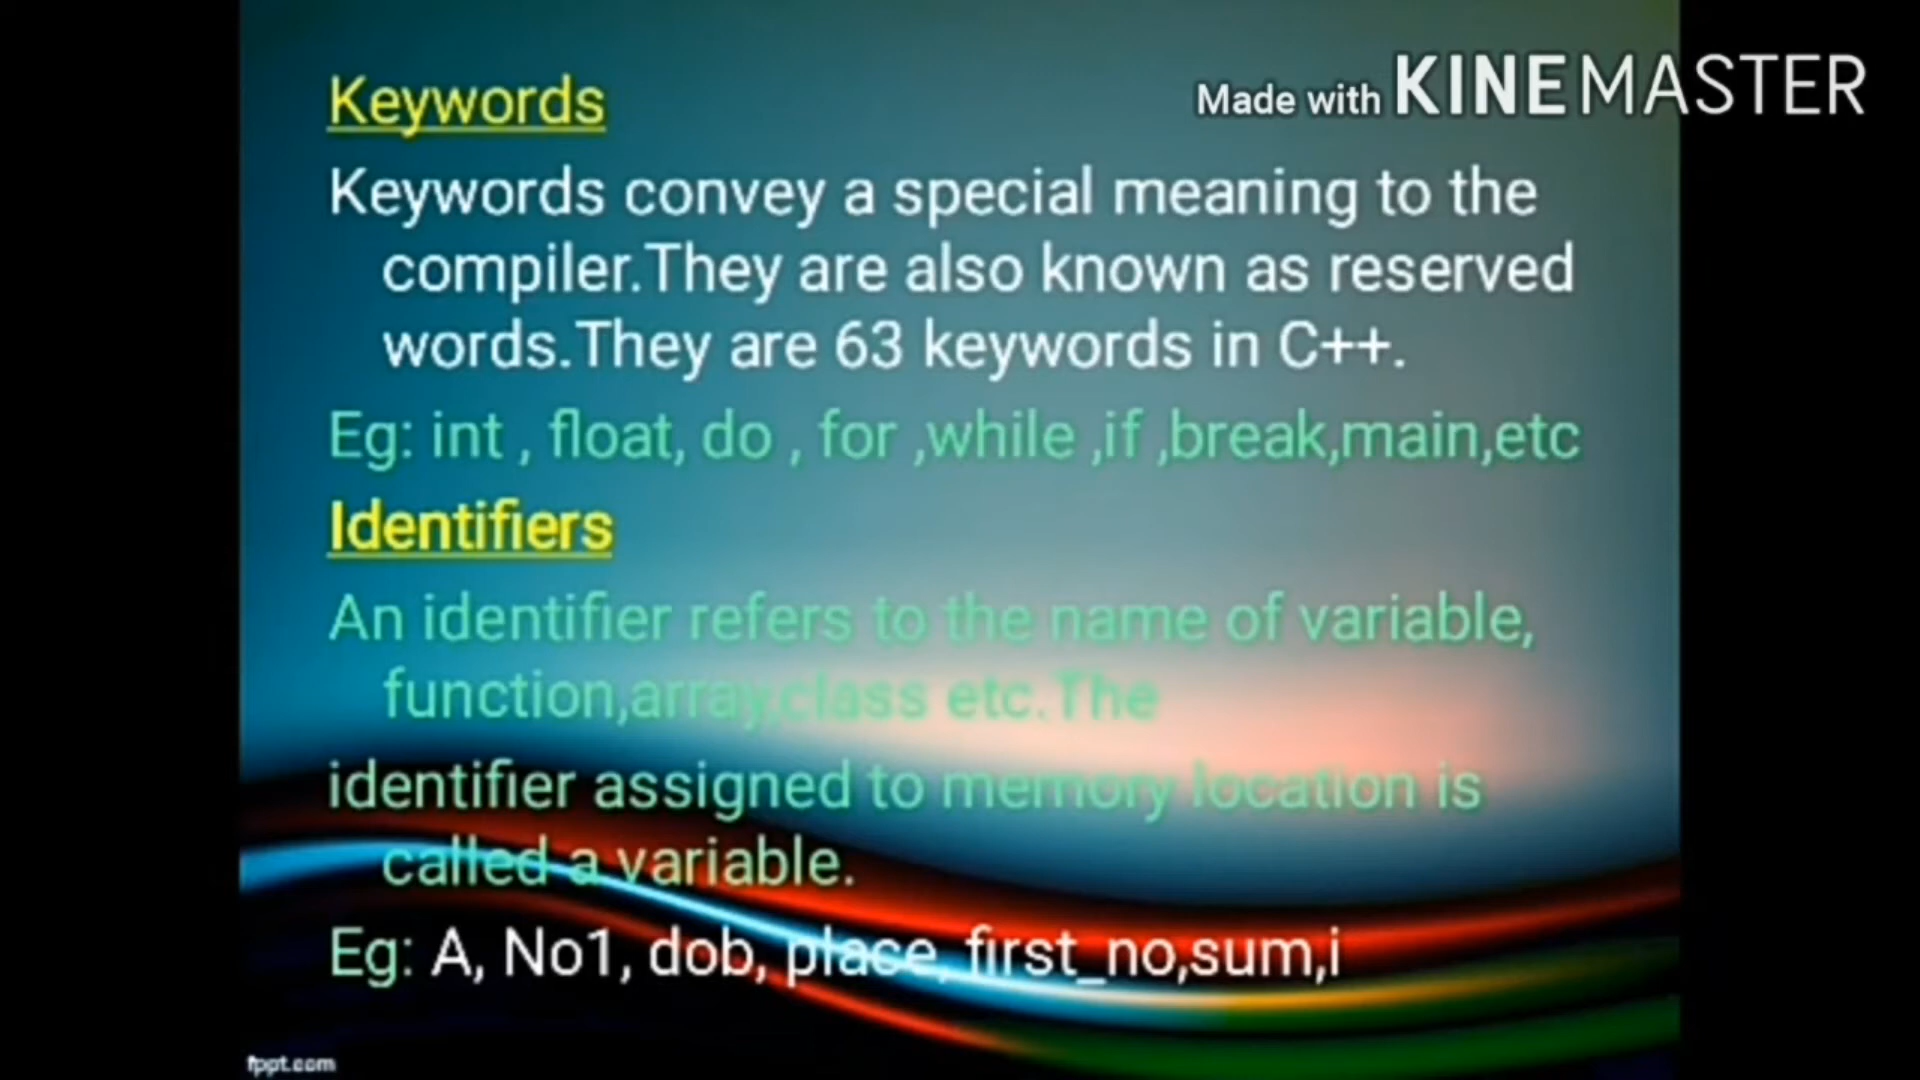 Keywords
Made with KINEMASTER
Keywords convey a special meaning to the
compiler.They are also known as reserved
words.They are 63 keywords in C++.
Eg: int , float, do , for ,while ,if ,break,main,etc
Identifiers
An identifier refers to the name of variable,
function,array,class etc.The
identifier assigned to memory location is
called a variable.
Eg: A, No1, dob, place, first_no,sum,i
fppt.com